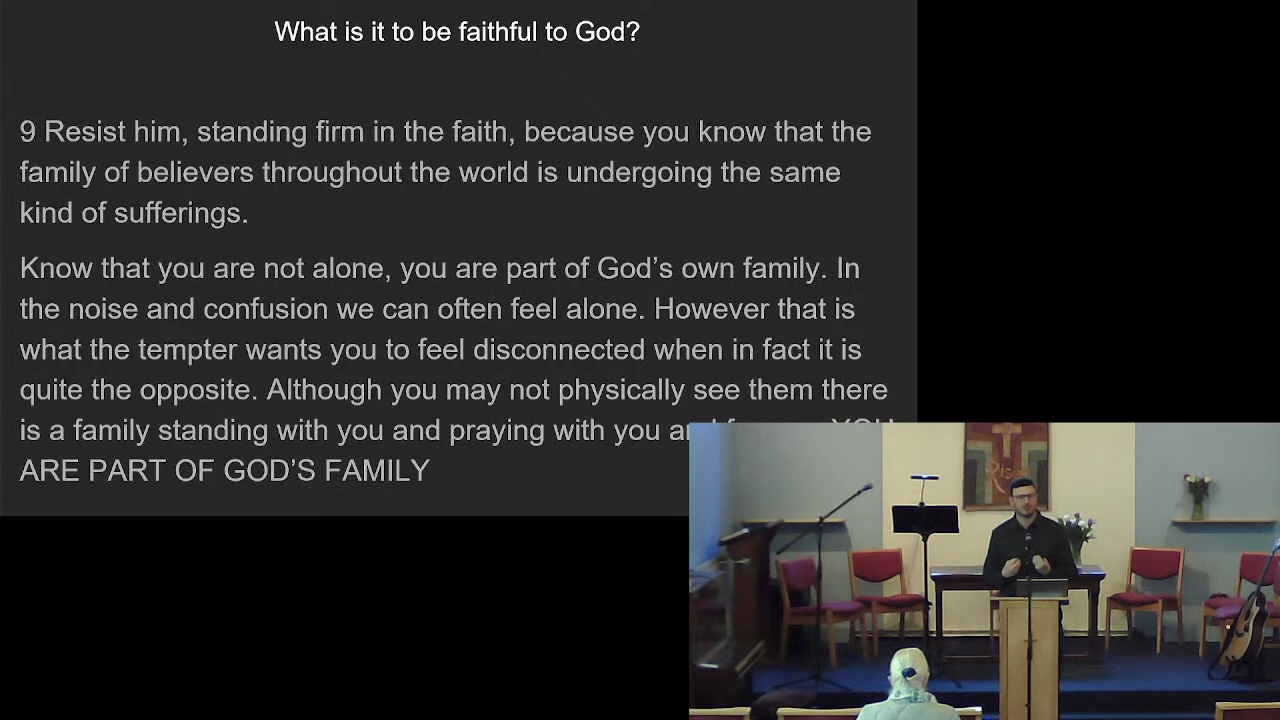 What is it to be faithful to God?
9 Resist him, standing firm in the faith, because you know that the
family of believers throughout the world is undergoing the same
kind of sufferings.
Know that you are not alone, you are part of God’s own family. In
the noise and confusion we can often feel alone. However that is
what the tempter wants you to feel disconnected when in fact it is
quite the opposite. Although you may not physically see them there
is a family standing with you and praying with you
ARE PART OF GOD’S FAMILY